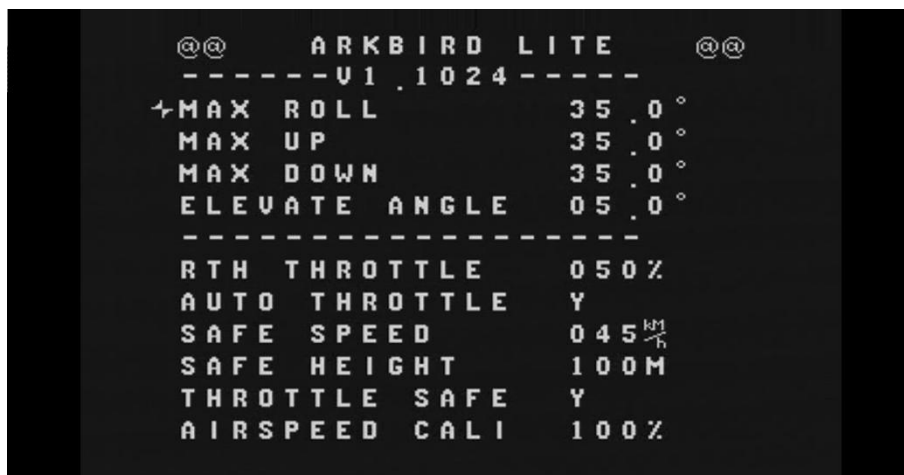 @@ ARKBIRD LITE @@
------V1.1024-----
MAX ROLL 35.0°
MAX UP 35.0°
MAX DOWN 35.0°
ELEVATE ANGLE 05.0°
------------------
RTH THROTTLE 050%
AUTO THROTTLE Y
SAFE SPEED 045km/h
SAFE HEIGHT 100M
THROTTLE SAFE Y
AIRSPEED CALI 100%